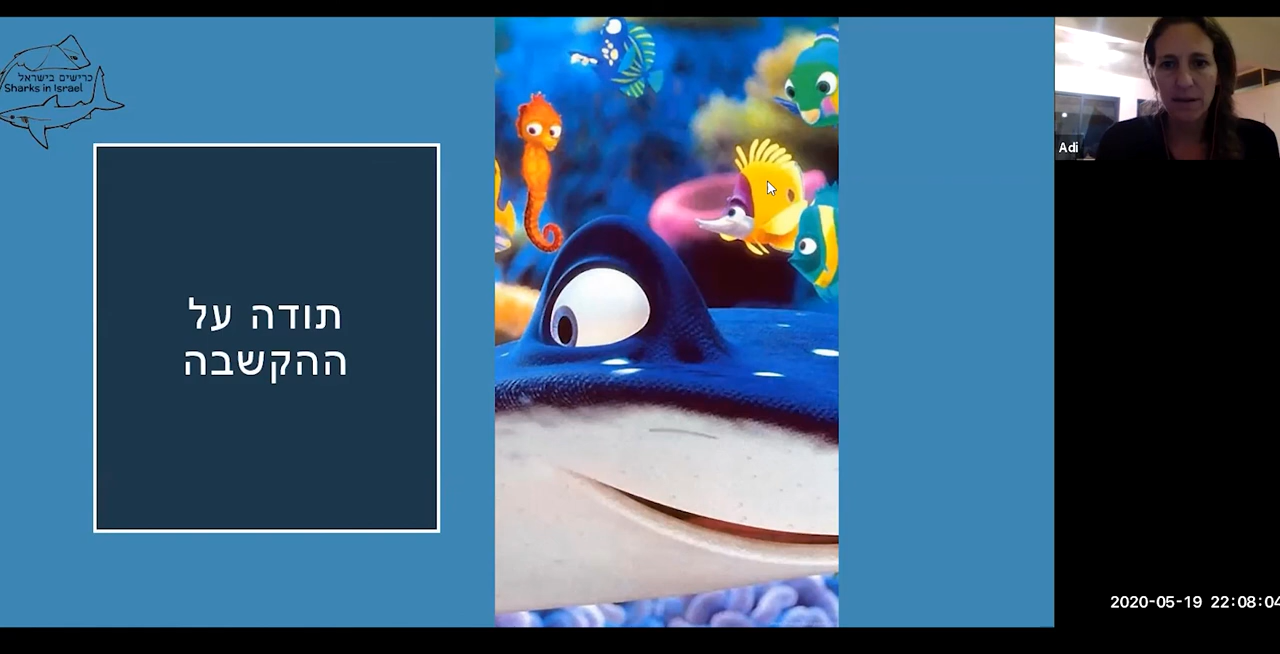 כרישים בישראל
Sharks in Israel
תודה על
ההקשבה
Adi
2020-05-19 22:08:04